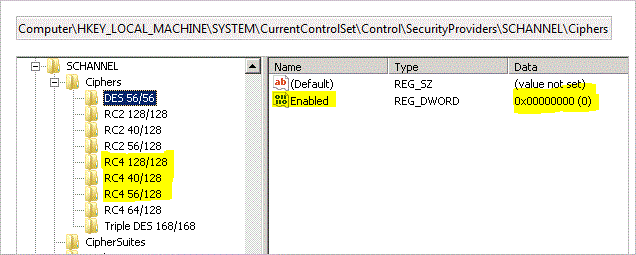 Computer\HKEY_LOCAL_MACHINE\SYSTEM\CurrentControlSet\Control\SecurityProviders\SCHANNEL\Ciphers
SCHANNEL
Ciphers
DES 56/56
RC2 128/128
RC2 40/128
RC2 56/128
RC4 128/128
RC4 40/128
RC4 56/128
RC4 64/128
Triple DES 168/168
CipherSuites
Name Type Data
(Default) REG_SZ (value not set)
Enabled REG_DWORD 0x00000000 (0)